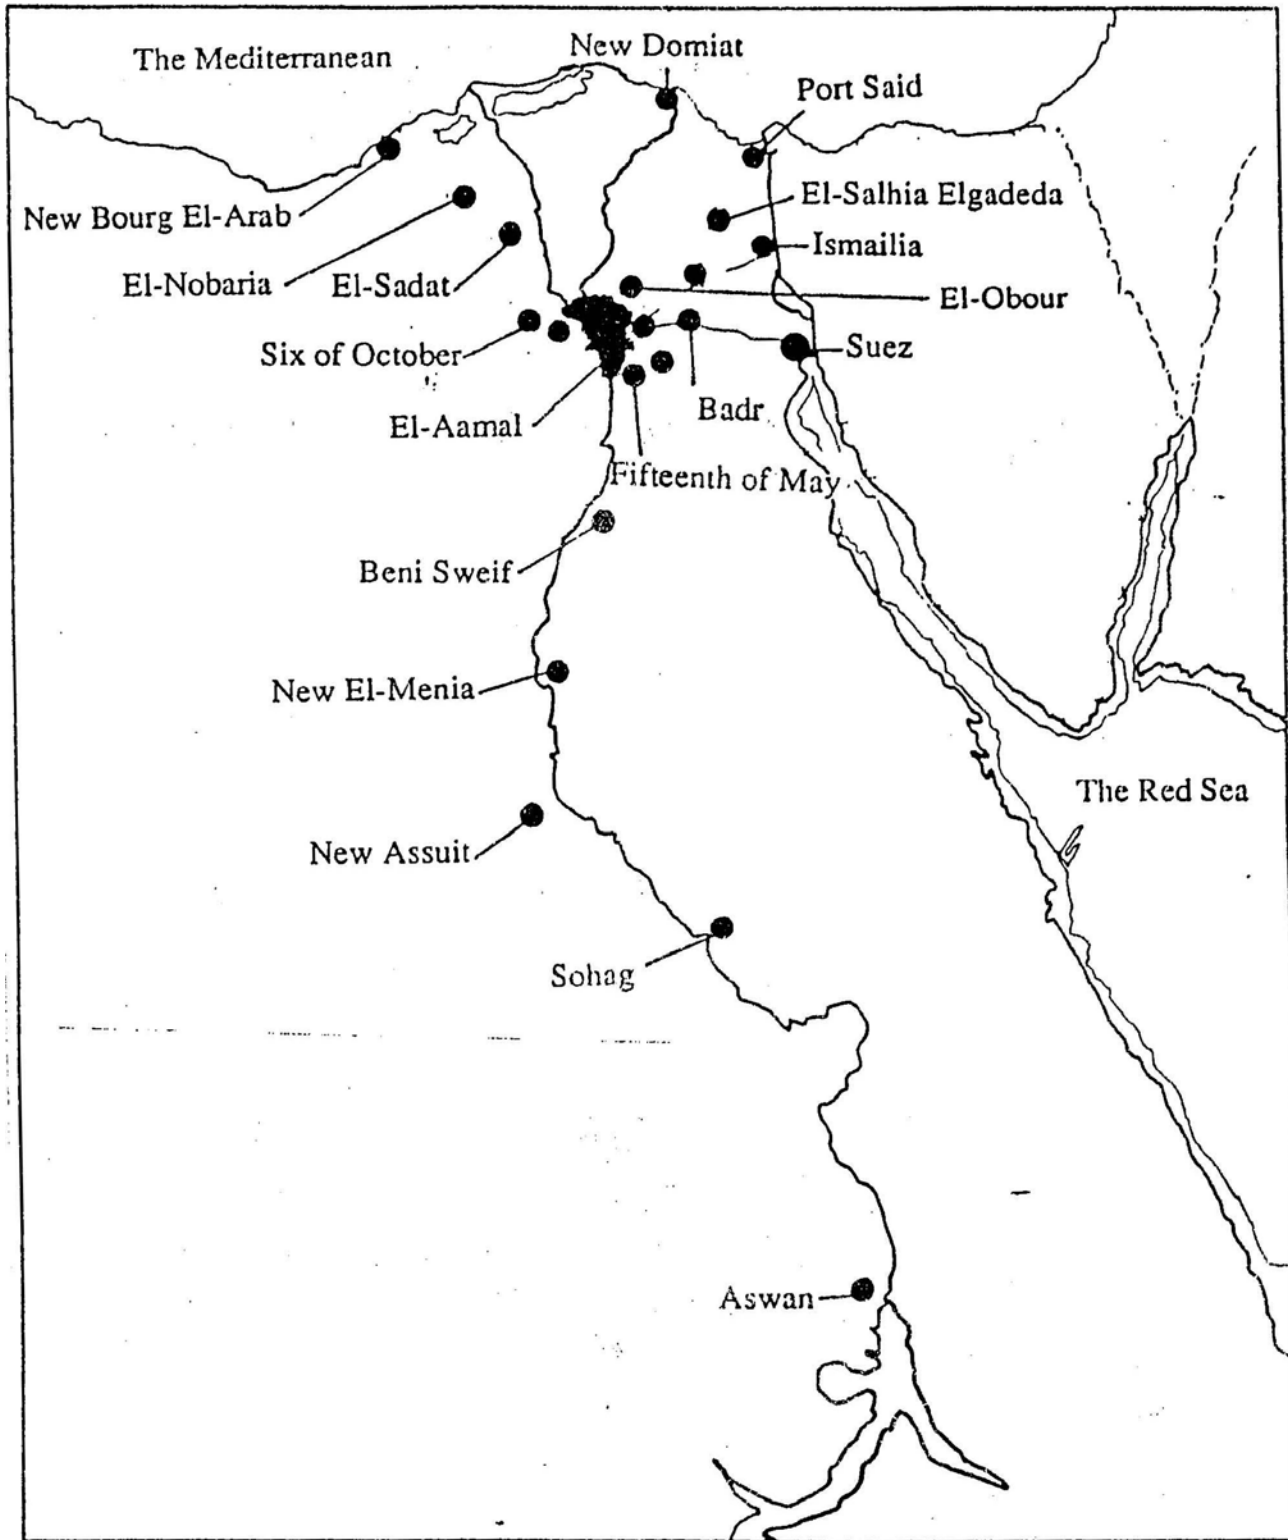 The Mediterranean
New Domiat
Port Said
New Bourg El-Arab
El-Salhia Elgadeda
El-Nobaria
El-Sadat
Ismailia
El-Obour
Six of October
Suez
El-Aamal
Badr
Fifteenth of May
Beni Sweif
New El-Menia
The Red Sea
New Assuit
Sohag
Aswan